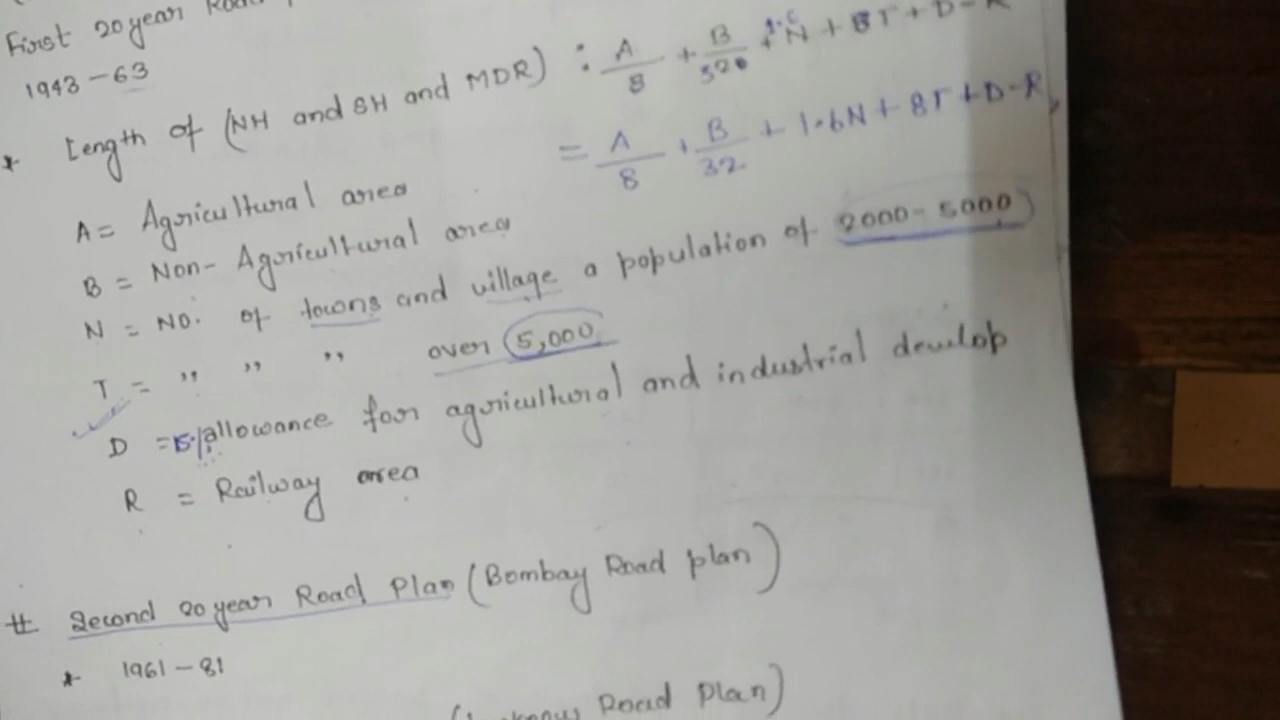 First 20 year Road
1943 - 63
* Length of (NH and SH and MDR) : A/8 + B/32 + 1.6 N + 8T + D - R
= A/8 + B/32 + 1.6N + 8T + D - R,
A = Agricultural area
B = Non- Agricultural area
N = No. of towns and village a population of 2000 - 5000)
T = ,, ,, ,, over 5,000
D = 15% allowance for agricultural and industrial develop
R = Railway area
# Second 20 year Road Plan (Bombay Road plan)
* 1961 - 81
Road Plan)